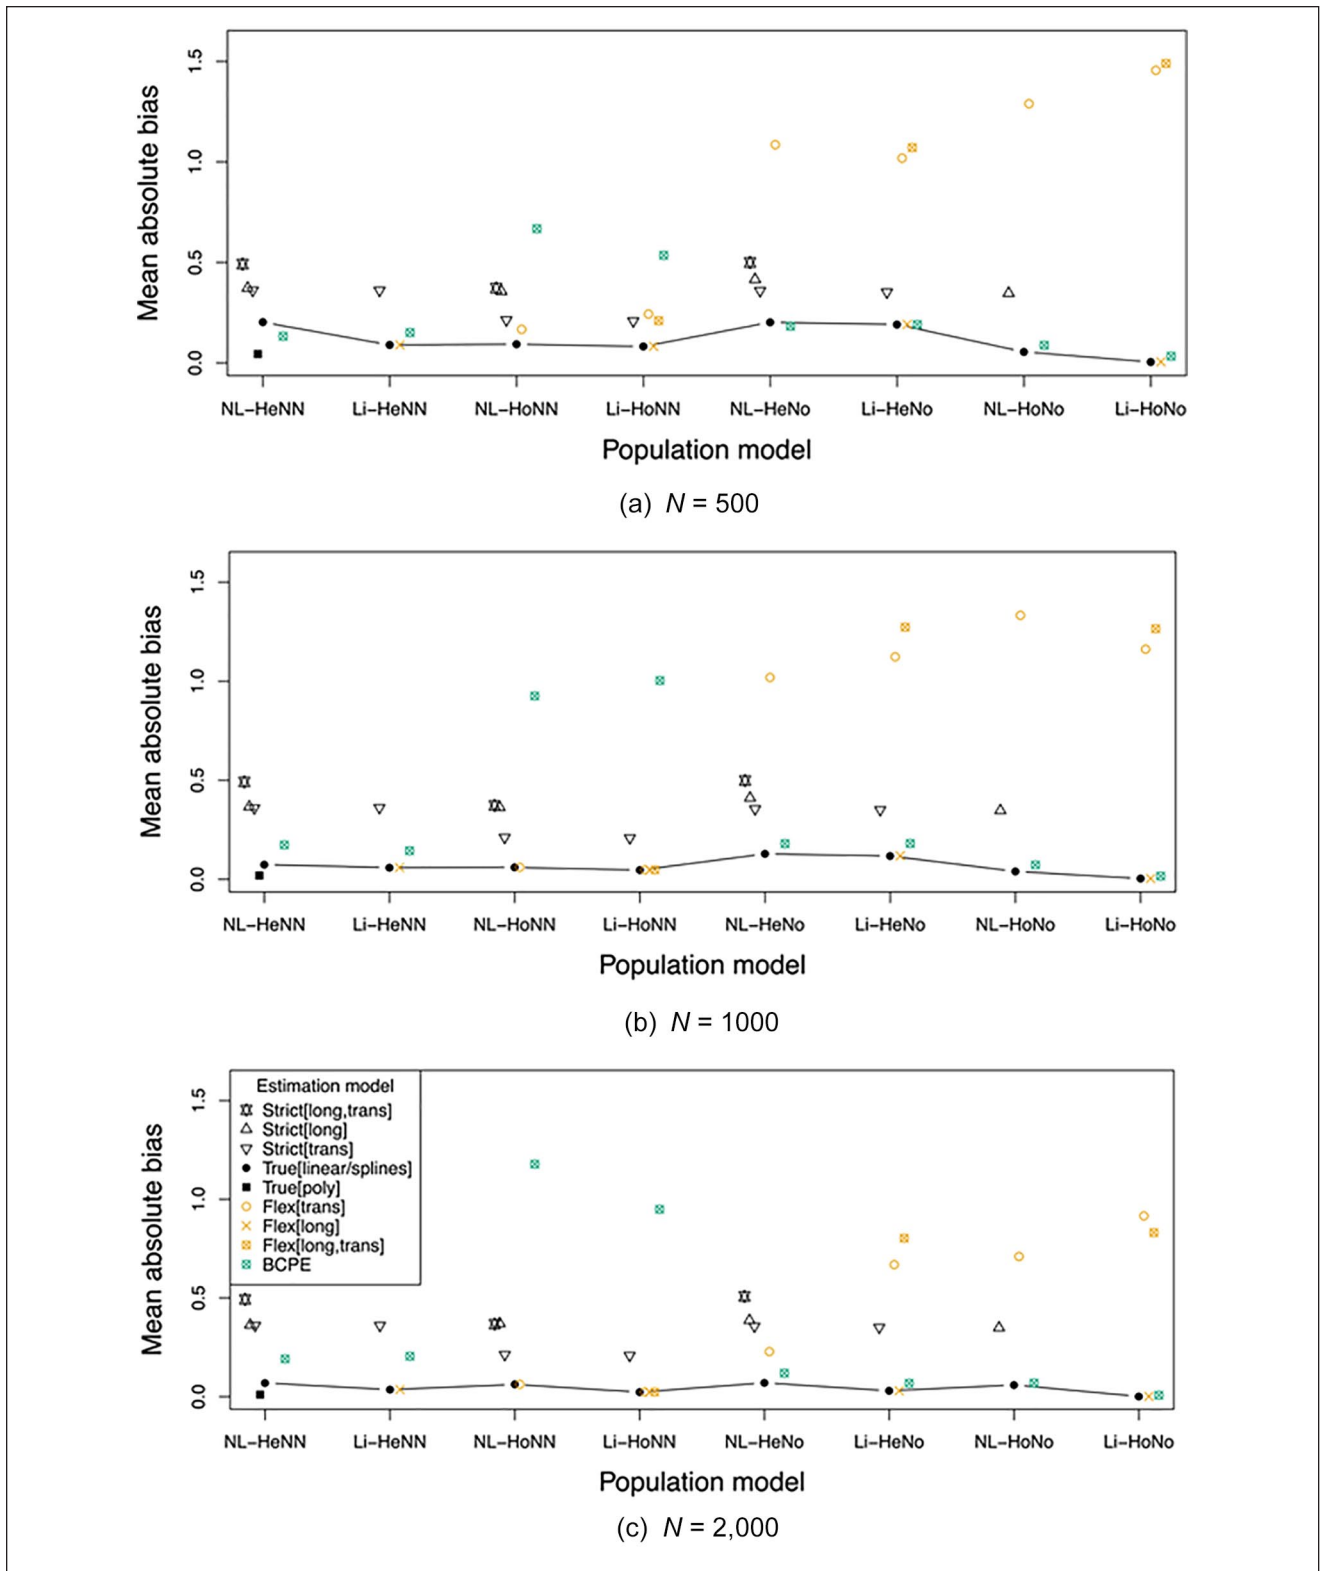 Mean absolute bias
1.5
1.0
0.5
0.0
NL−HeNN Li−HeNN NL−HoNN Li−HoNN NL−HeNo Li−HeNo NL−HoNo Li−HoNo
Population model
(a) N = 500
Mean absolute bias
1.5
1.0
0.5
0.0
NL−HeNN Li−HeNN NL−HoNN Li−HoNN NL−HeNo Li−HeNo NL−HoNo Li−HoNo
Population model
(b) N = 1000
Mean absolute bias
1.5
1.0
0.5
0.0
Estimation model
Strict[long,trans]
Strict[long]
Strict[trans]
True[linear/splines]
True[poly]
Flex[trans]
Flex[long]
Flex[long,trans]
BCPE
NL−HeNN Li−HeNN NL−HoNN Li−HoNN NL−HeNo Li−HeNo NL−HoNo Li−HoNo
Population model
(c) N = 2,000